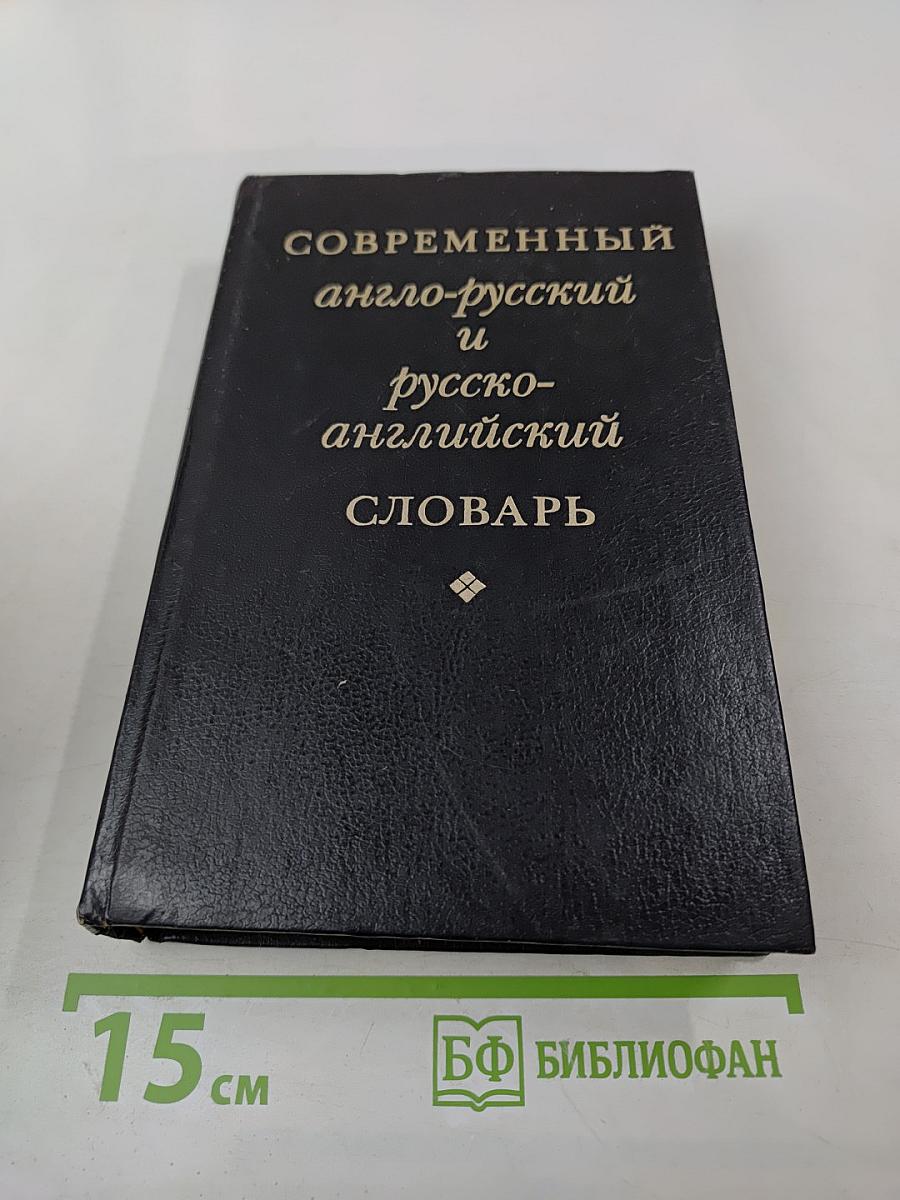 СОВРЕМЕННЫЙ
англо-русский
и
русско-
английский
СЛОВАРЬ
15 см
БФ БИБЛИОФАН